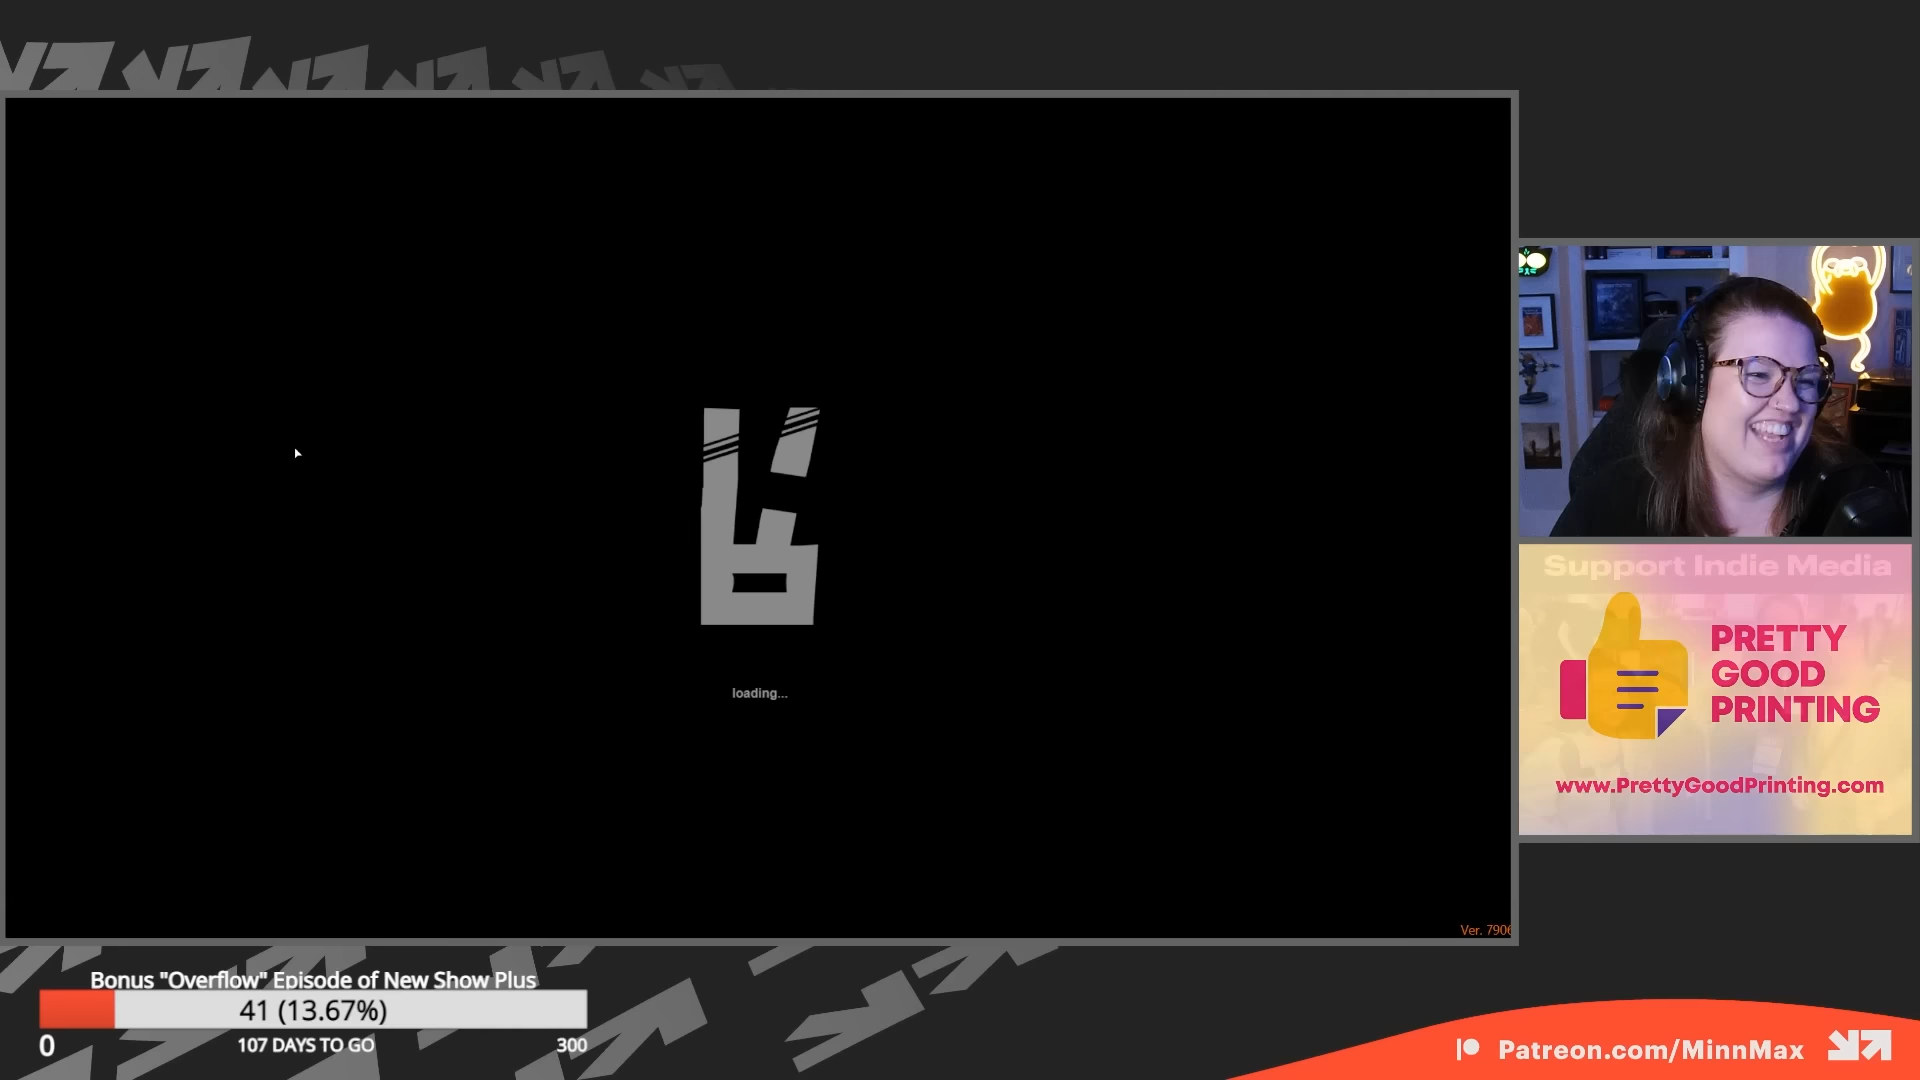 loading...
Ver. 7906
Support Indie Media
PRETTY
GOOD
PRINTING
www.PrettyGoodPrinting.com
Bonus "Overflow" Episode of New Show Plus
41 (13.67%)
0
107 DAYS TO GO
300
Patreon.com/MinnMax